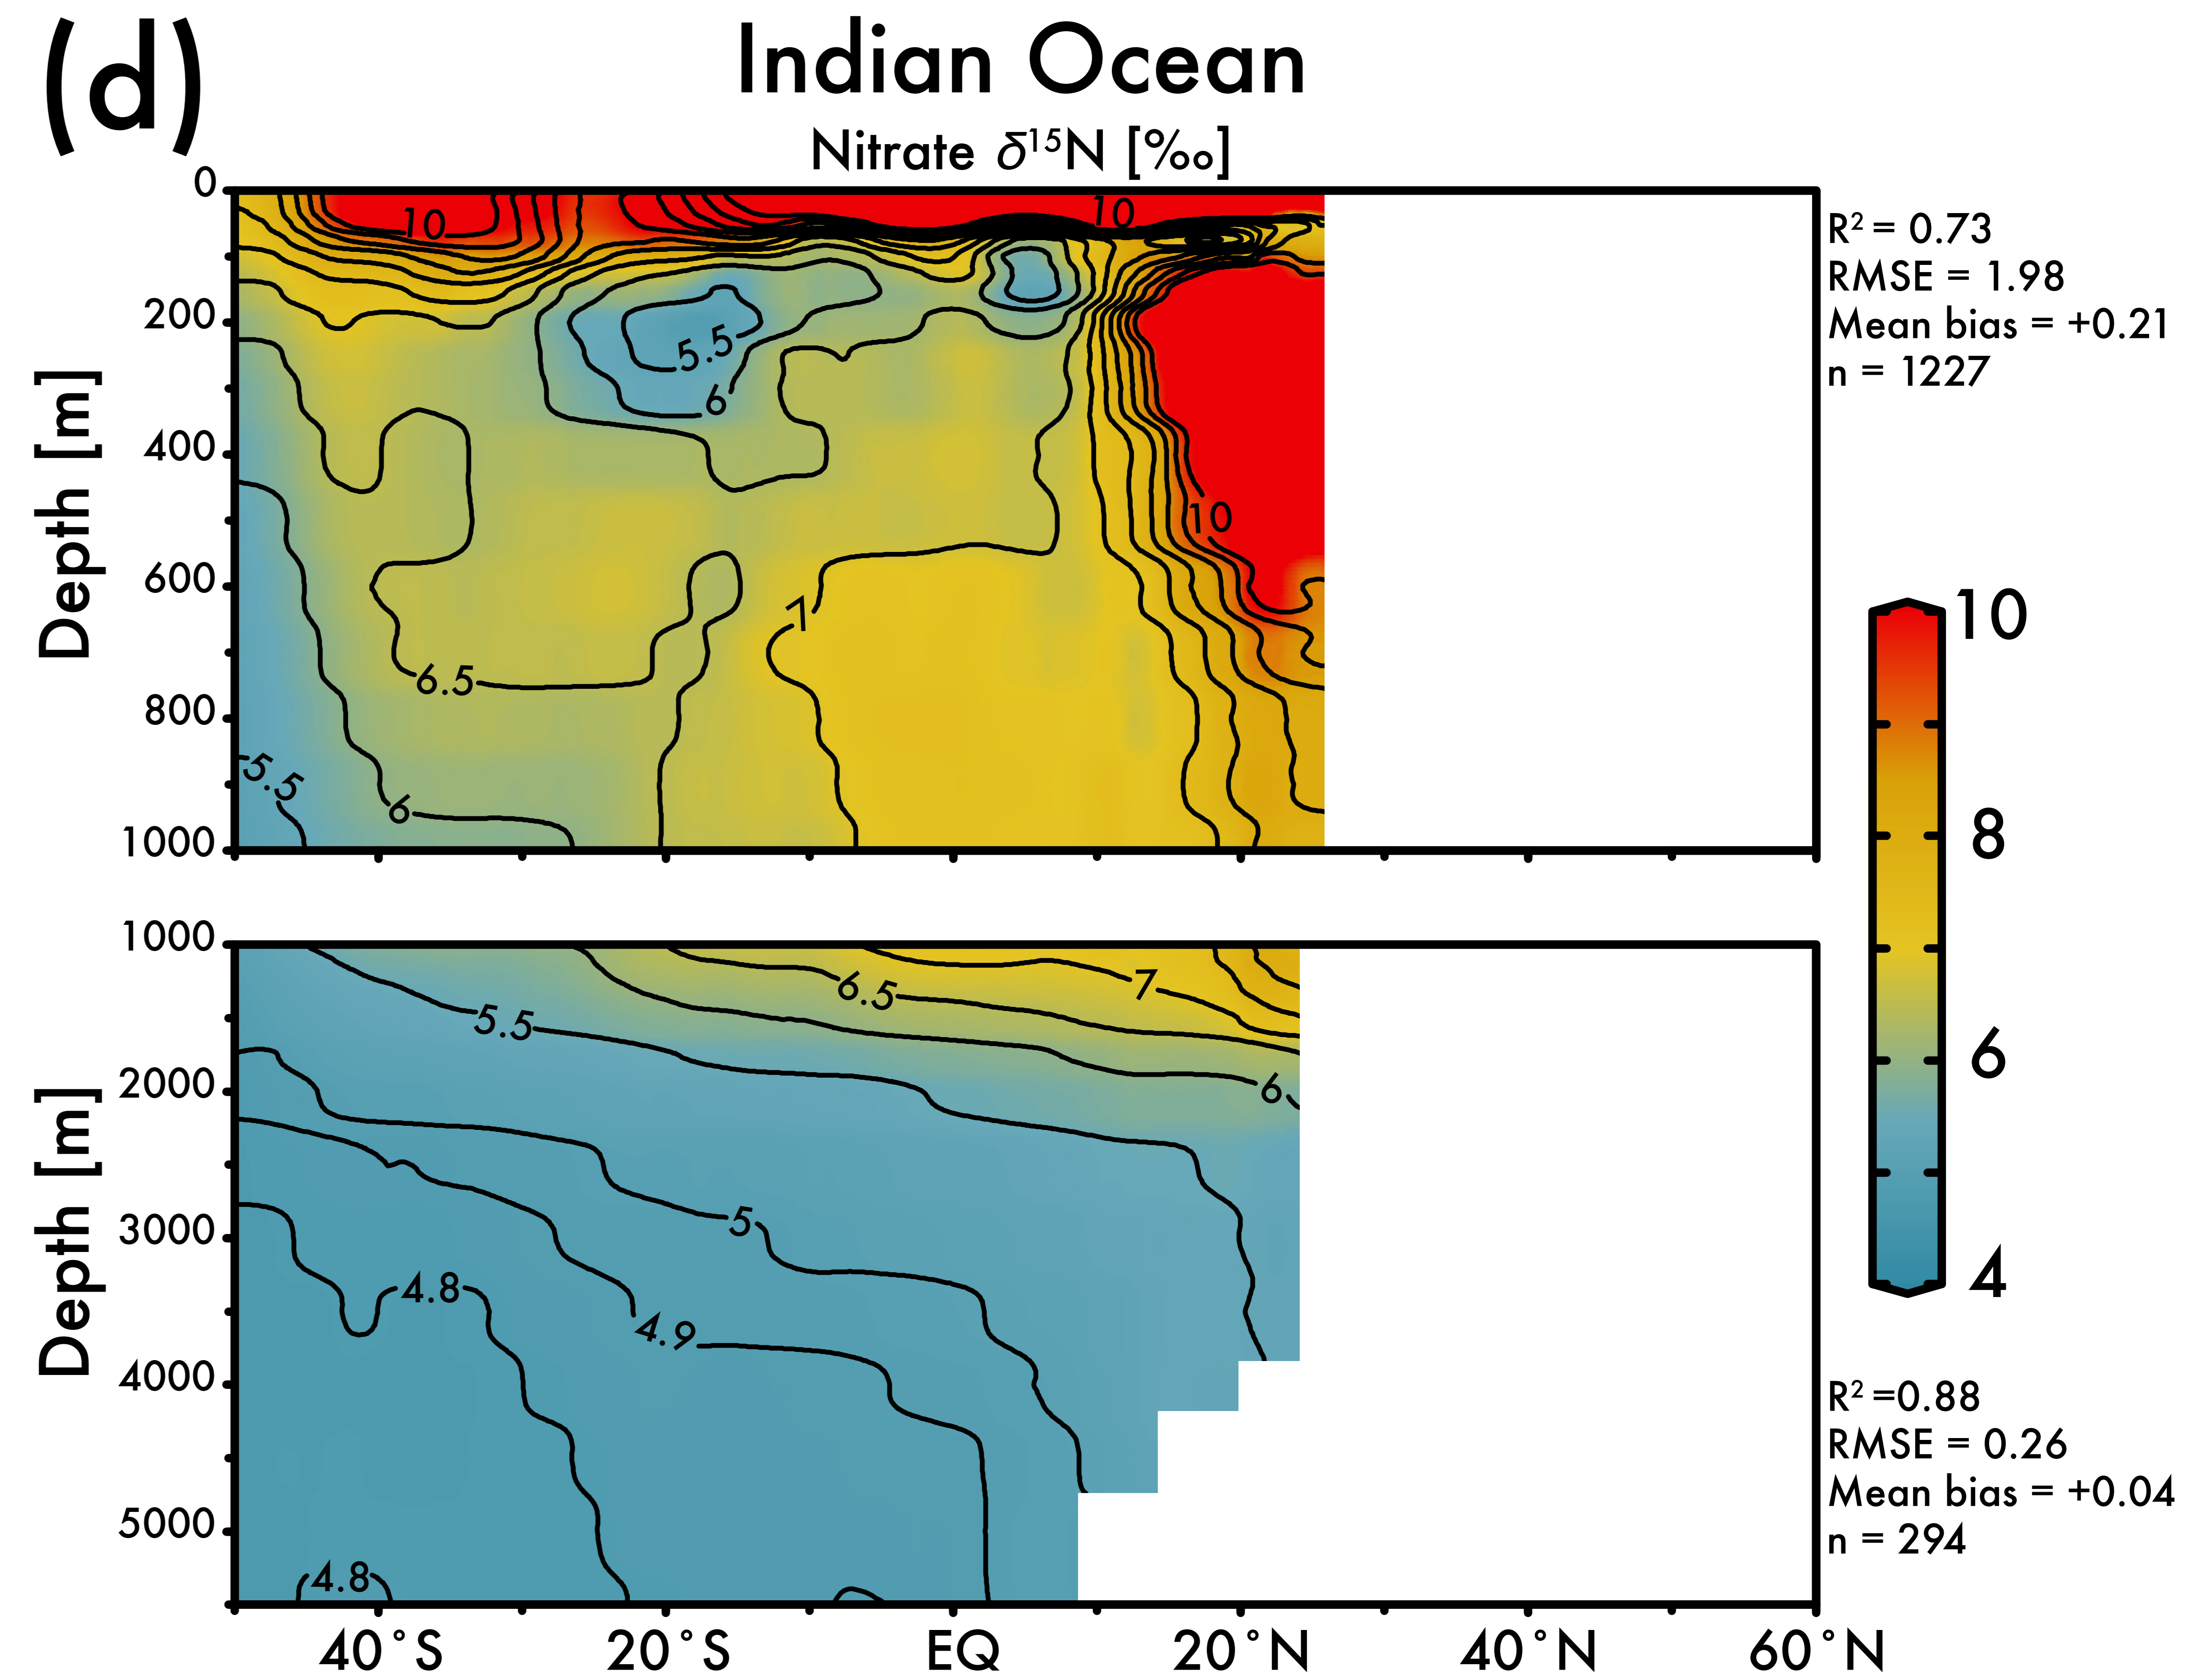 (d)
Indian Ocean
Nitrate δ¹⁵N [‰]
Depth [m]
0
200
400
600
800
1000
10
10
5.5
6
10
7
6.5
5.5
6
R² = 0.73
RMSE = 1.98
Mean bias = +0.21
n = 1227
10
8
6
4
Depth [m]
1000
2000
3000
4000
5000
7
6.5
5.5
6
5
4.8
4.9
4.8
R² =0.88
RMSE = 0.26
Mean bias = +0.04
n = 294
40°S
20°S
EQ
20°N
40°N
60°N